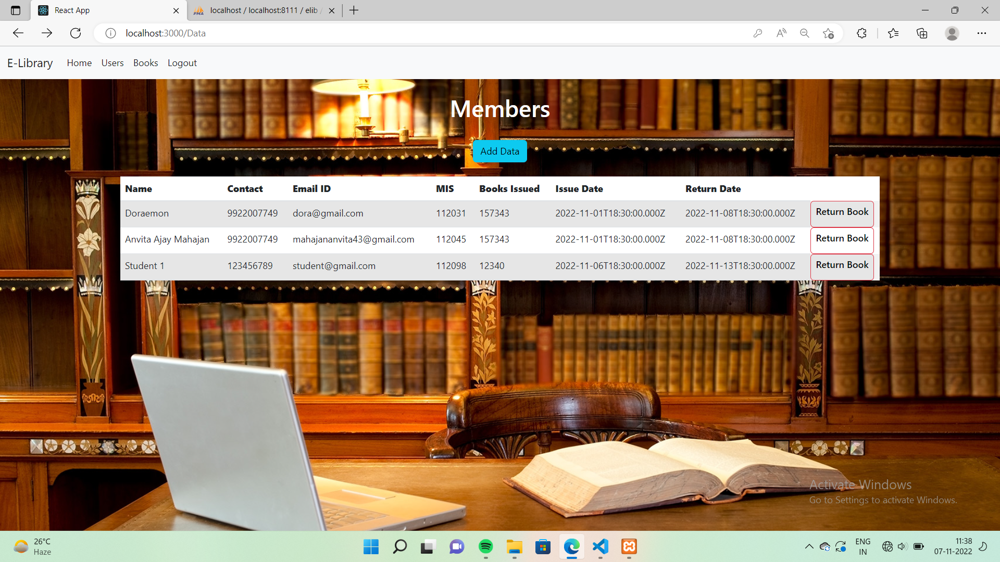 React App
localhost / localhost:8111 / elib /
localhost:3000/Data
E-Library Home Users Books Logout
Members
Add Data
Name Contact Email ID MIS Books Issued Issue Date Return Date
Doraemon 9922007749 dora@gmail.com 112031 157343 2022-11-01T18:30:00.000Z 2022-11-08T18:30:00.000Z Return Book
Anvita Ajay Mahajan 9922007749 mahajananvita43@gmail.com 112045 157343 2022-11-01T18:30:00.000Z 2022-11-08T18:30:00.000Z Return Book
Student 1 123456789 student@gmail.com 112098 12340 2022-11-06T18:30:00.000Z 2022-11-13T18:30:00.000Z Return Book
Activate Windows
Go to Settings to activate Windows.
26°C
Haze
ENG
IN
11:38
07-11-2022